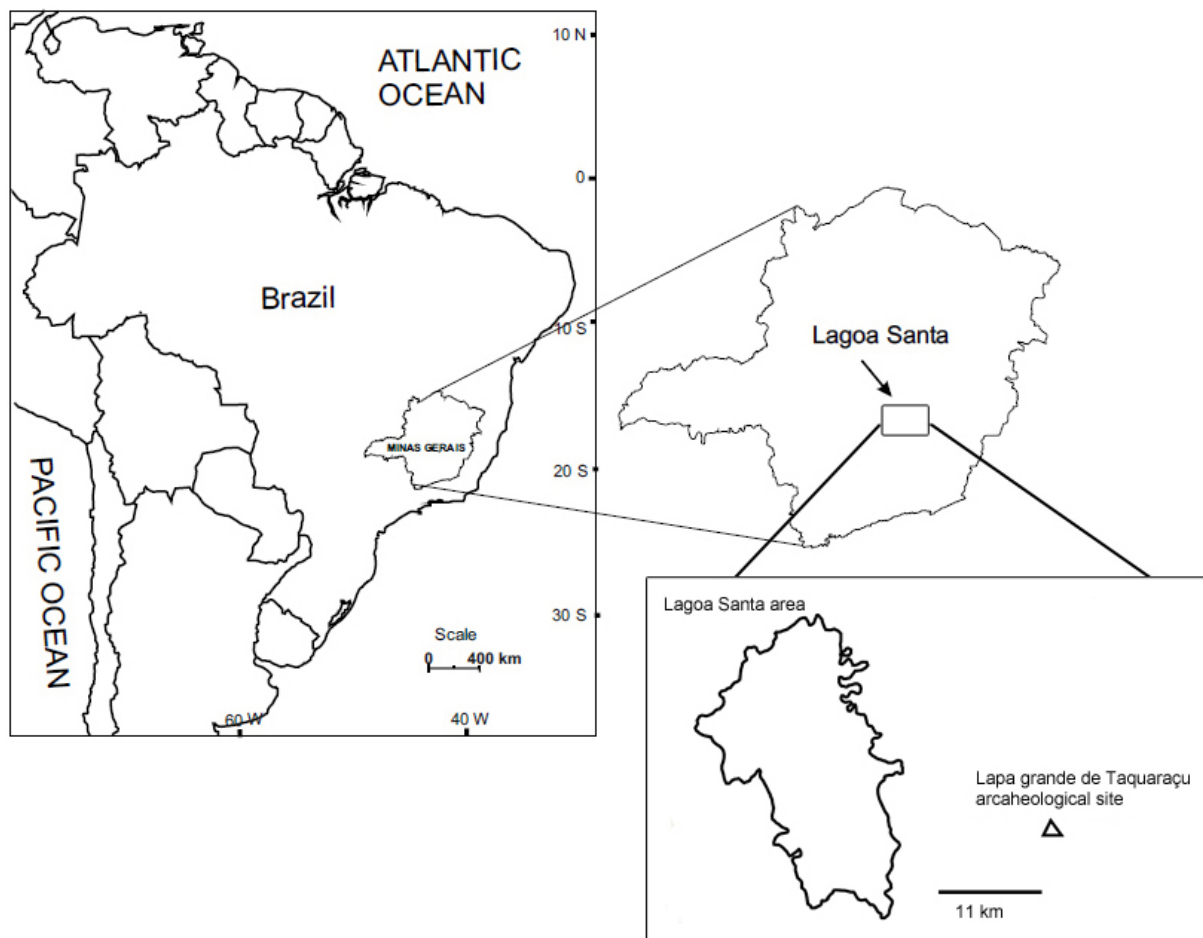 ATLANTIC
OCEAN
10 N
0
Brazil
10 S
MINAS GERAIS
20 S
PACIFIC OCEAN
30 S
Scale
0 400 km
60 W
40 W
Lagoa Santa
Lagoa Santa area
Lapa grande de Taquaraçu
arcaheological site
11 km